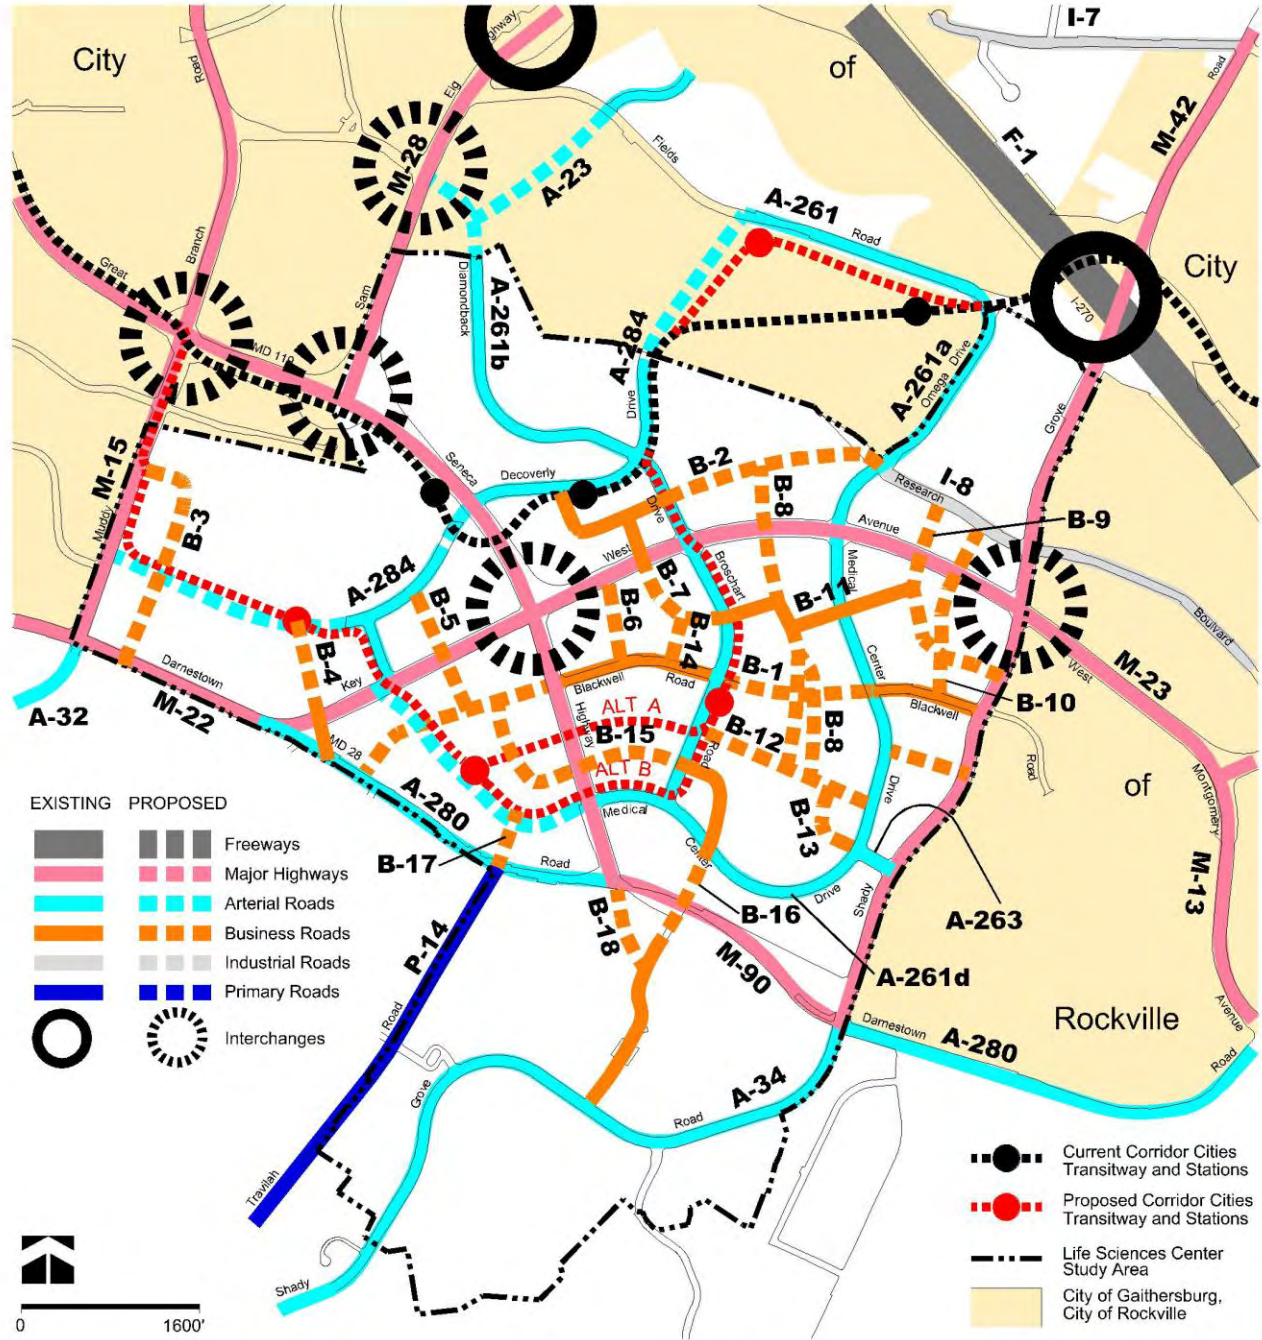 I-7
City
of
Road
ghway
Elg
M-28
A-23
Fields
F-1
M-42
Road
A-261
Road
City
I-270
Great
Branch
MD 119
Sam
Diamondback
A-261b
A-284
Drive
A-261a
Omega Drive
Grove
M-15
Muddy
Seneca
Decoverly
B-2
B-8
Research
I-8
B-9
B-3
Drive
West
Avenue
Medical
A-284
B-5
B-6
B-7
Broschart
B-11
Boulvard
B-14
B-1
Center
Darnestown
B-4
Key
Blackwell
Road
Blackwell
B-10
West
M-23
A-32
M-22
MD 28
ALT A
Highway
B-15
ALT B
Road
B-12
B-8
Road
of
Montgomery
Drive
EXISTING PROPOSED
Freeways
Major Highways
Arterial Roads
Business Roads
Industrial Roads
Primary Roads
Interchanges
A-280
Medical
B-13
B-17
Road
Center
Drive
Shady
M-13
B-16
A-263
P-14
B-18
M-90
A-261d
Road
Rockville
Avenue
Darnestown
A-280
Road
Grove
Road
A-34
Travilah
Shady
Current Corridor Cities
Transitway and Stations
Proposed Corridor Cities
Transitway and Stations
Life Sciences Center
Study Area
City of Gaithersburg,
City of Rockville
0 1600'